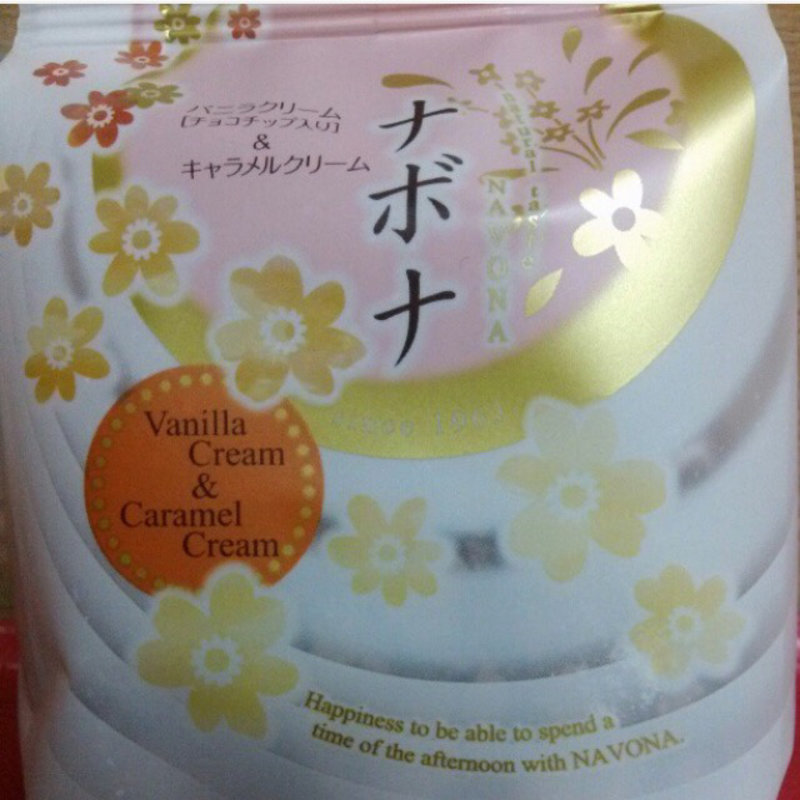 バニラクリーム
[チョコチップ入り]
&
キャラメルクリーム
ナボナ
natural taste
NAVONA
since 1963
Vanilla
Cream
&
Caramel
Cream
Happiness to be able to spend a
time of the afternoon with NAVONA.